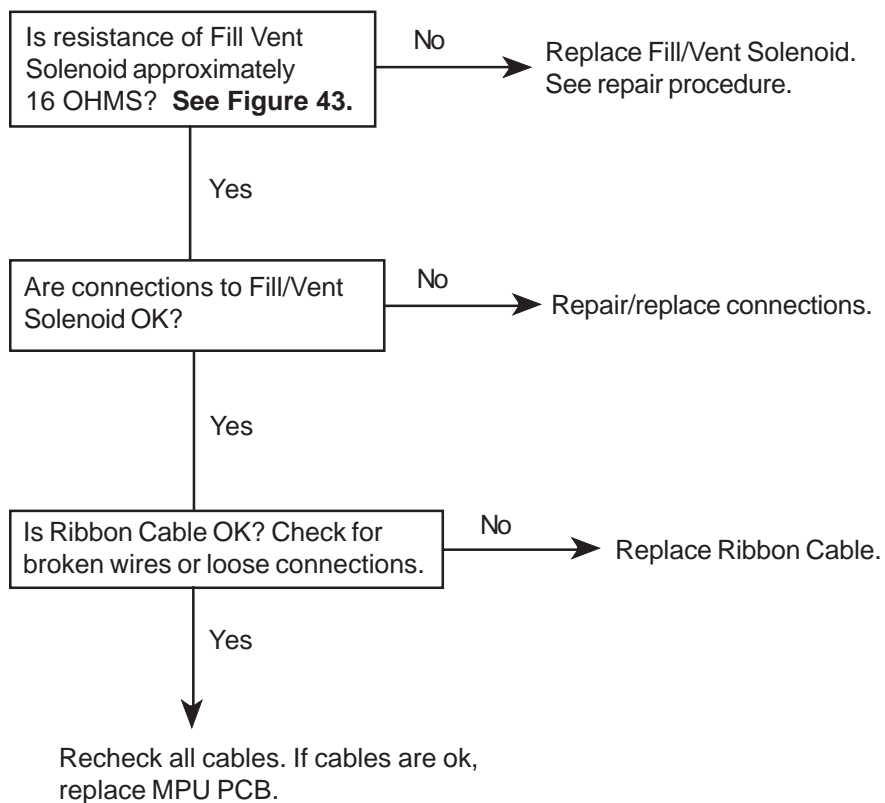 Is resistance of Fill Vent
Solenoid approximately
16 OHMS? See Figure 43.
No
Replace Fill/Vent Solenoid.
See repair procedure.
Yes
Are connections to Fill/Vent
Solenoid OK?
No
Repair/replace connections.
Yes
Is Ribbon Cable OK? Check for
broken wires or loose connections.
No
Replace Ribbon Cable.
Yes
Recheck all cables. If cables are ok,
replace MPU PCB.